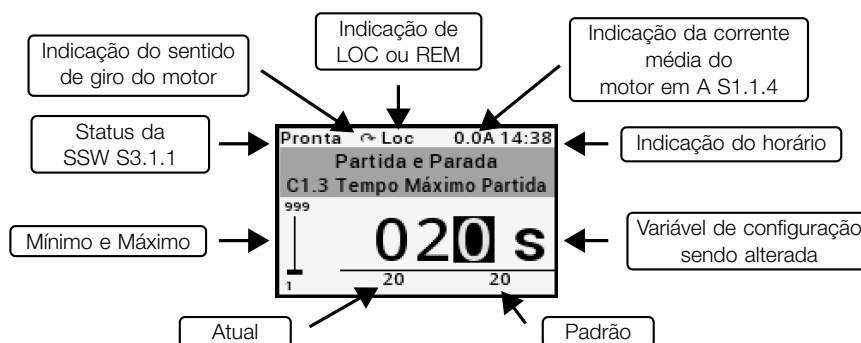 Indicação do sentido
de giro do motor
Indicação de
LOC ou REM
Indicação da corrente
média do
motor em A S1.1.4
Status da
SSW S3.1.1
Pronta Loc 0.0A 14:38
Indicação do horário
Partida e Parada
C1.3 Tempo Máximo Partida
999
Mínimo e Máximo
020 s
Variável de configuração
sendo alterada
1
20 20
Atual
Padrão